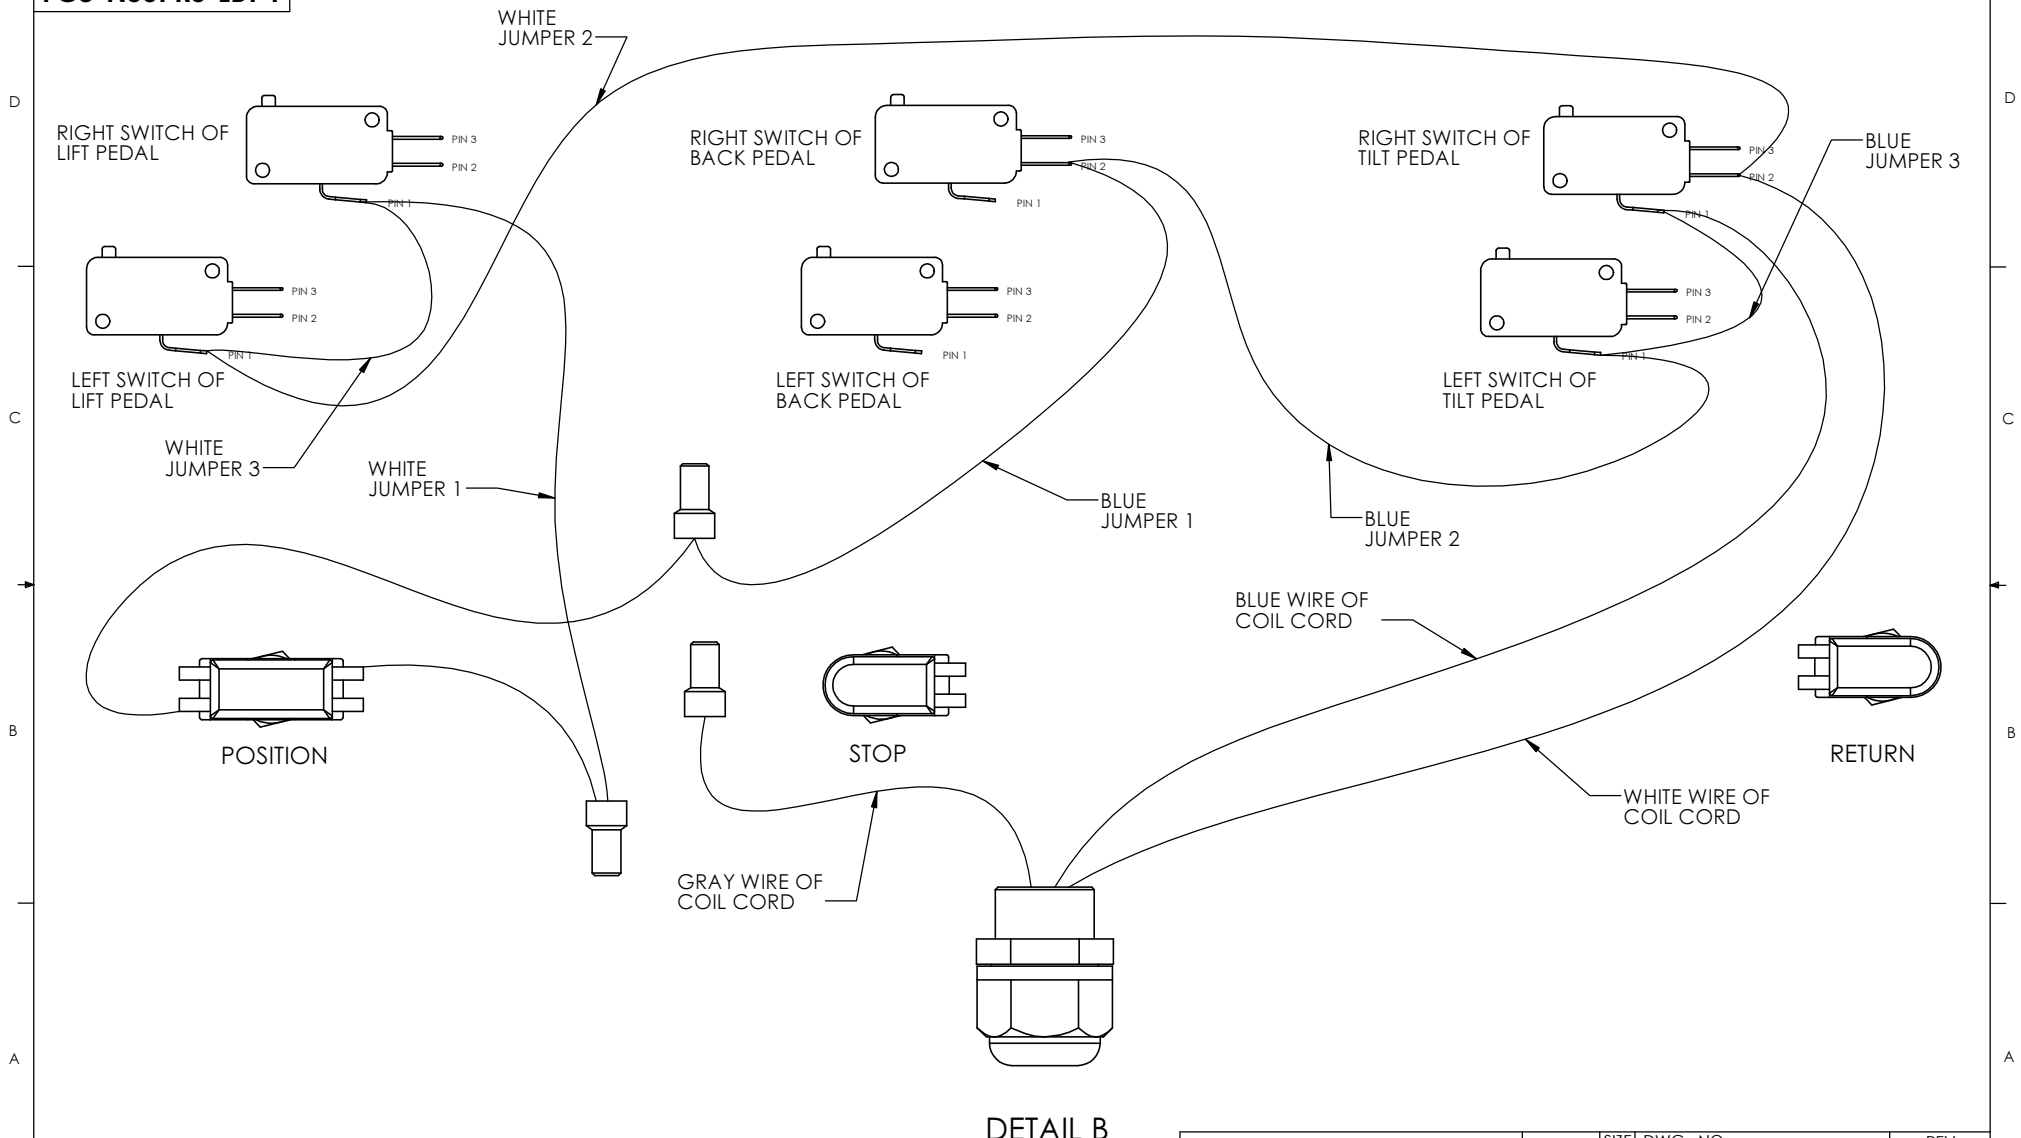 WHITE
JUMPER 2
D
D
RIGHT SWITCH OF
LIFT PEDAL
PIN 3
PIN 2
PIN 1
RIGHT SWITCH OF
BACK PEDAL
PIN 3
PIN 2
PIN 1
RIGHT SWITCH OF
TILT PEDAL
PIN 3
PIN 2
PIN 1
BLUE
JUMPER 3
PIN 3
PIN 2
PIN 1
LEFT SWITCH OF
LIFT PEDAL
PIN 3
PIN 2
PIN 1
LEFT SWITCH OF
BACK PEDAL
PIN 3
PIN 2
PIN 1
LEFT SWITCH OF
TILT PEDAL
C
C
WHITE
JUMPER 3
WHITE
JUMPER 1
BLUE
JUMPER 1
BLUE
JUMPER 2
BLUE WIRE OF
COIL CORD
B
B
POSITION
STOP
RETURN
WHITE WIRE OF
COIL CORD
GRAY WIRE OF
COIL CORD
A
A
DETAIL B
SIZE
DWG. NO.
REV